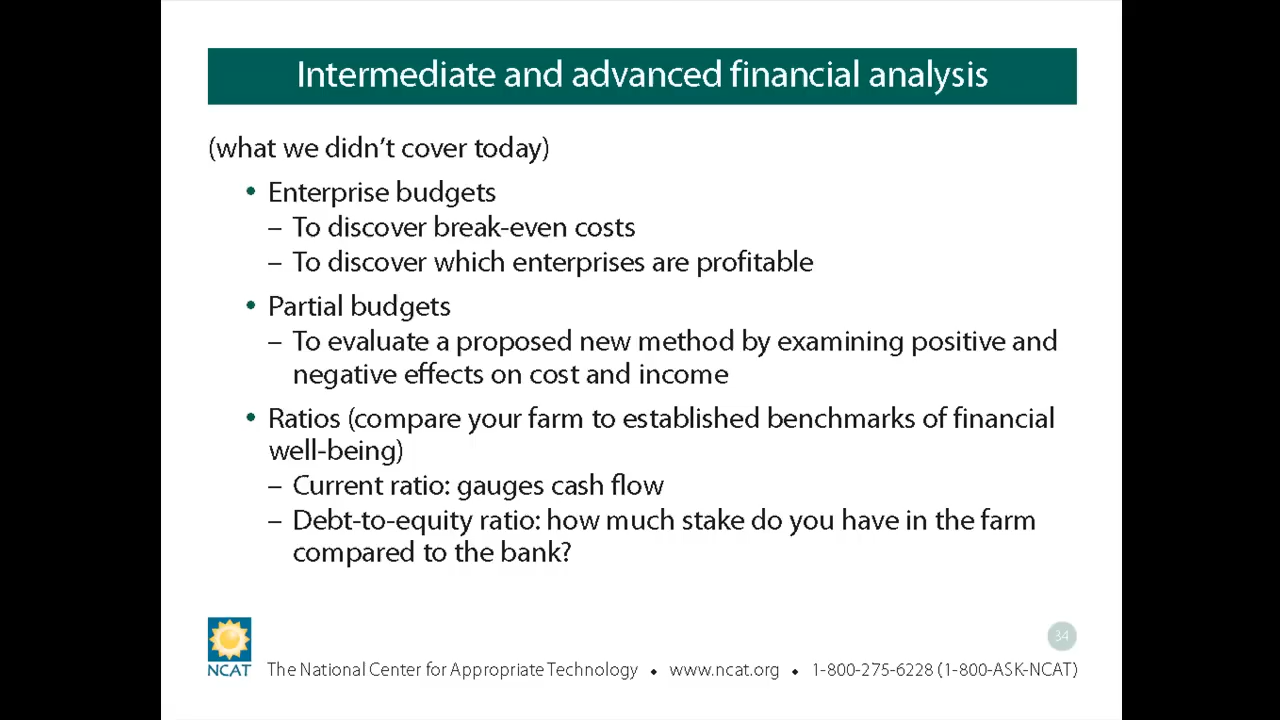 Intermediate and advanced financial analysis
(what we didn't cover today)
• Enterprise budgets
– To discover break-even costs
– To discover which enterprises are profitable
• Partial budgets
– To evaluate a proposed new method by examining positive and
negative effects on cost and income
• Ratios (compare your farm to established benchmarks of financial
well-being)
– Current ratio: gauges cash flow
– Debt-to-equity ratio: how much stake do you have in the farm
compared to the bank?
34
NCAT
The National Center for Appropriate Technology • www.ncat.org • 1-800-275-6228 (1-800-ASK-NCAT)